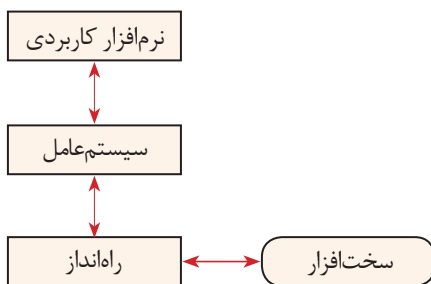 نرم‌افزار کاربردی
سیستم‌عامل
راه‌انداز
سخت‌افزار